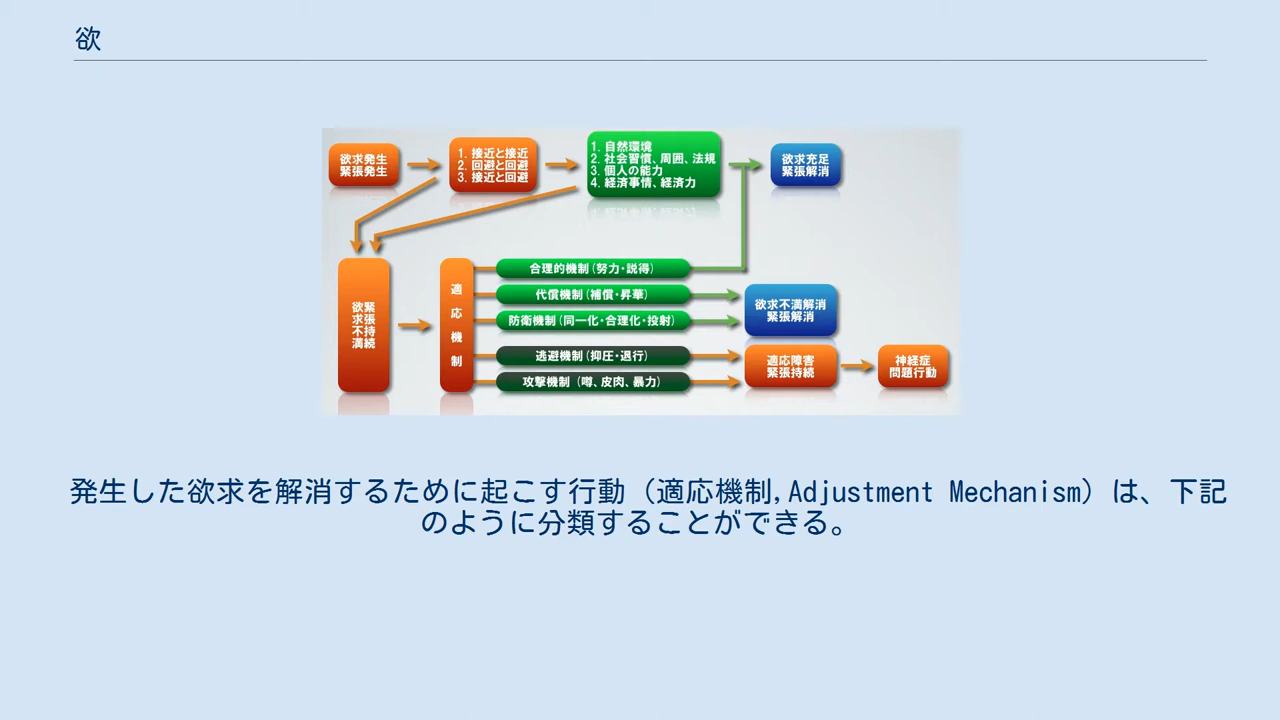 欲
欲求発生
緊張発生
1. 接近と接近
2. 回避と回避
3. 接近と回避
1. 自然環境
2. 社会習慣、周囲、法規
3. 個人の能力
4. 経済事情、経済力
欲求充足
緊張解消
緊張持続
欲求不満
適応機制
合理的機制(努力・説得)
代償機制(補償・昇華)
防衛機制(同一化・合理化・投射)
逃避機制(抑圧・退行)
攻撃機制(噂、皮肉、暴力)
欲求不満解消
緊張解消
適応障害
緊張持続
神経症
問題行動
発生した欲求を解消するために起こす行動(適応機制,Adjustment Mechanism)は、下記
のように分類することができる。